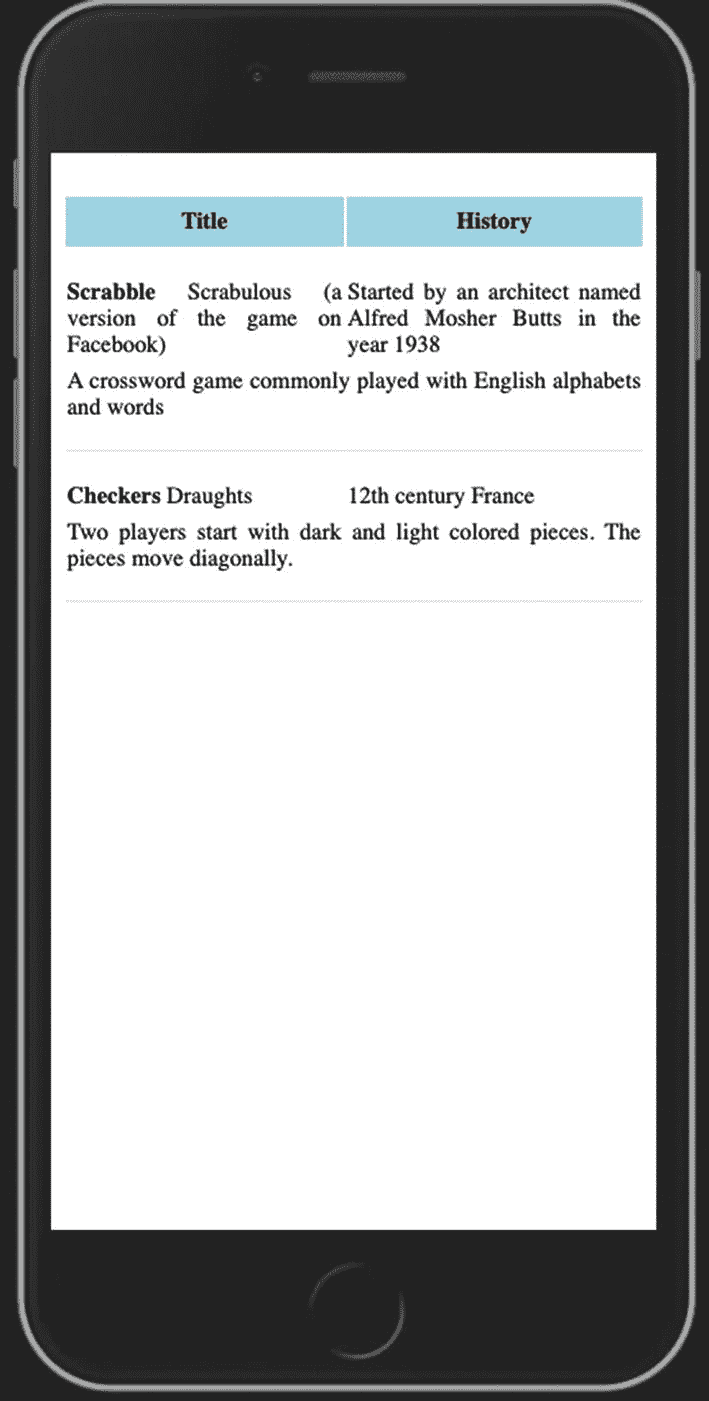 Title History
Scrabble Scrabulous (a Started by an architect named
version of the game on Alfred Mosher Butts in the
Facebook) year 1938
A crossword game commonly played with English alphabets
and words
Checkers Draughts 12th century France
Two players start with dark and light colored pieces. The
pieces move diagonally.